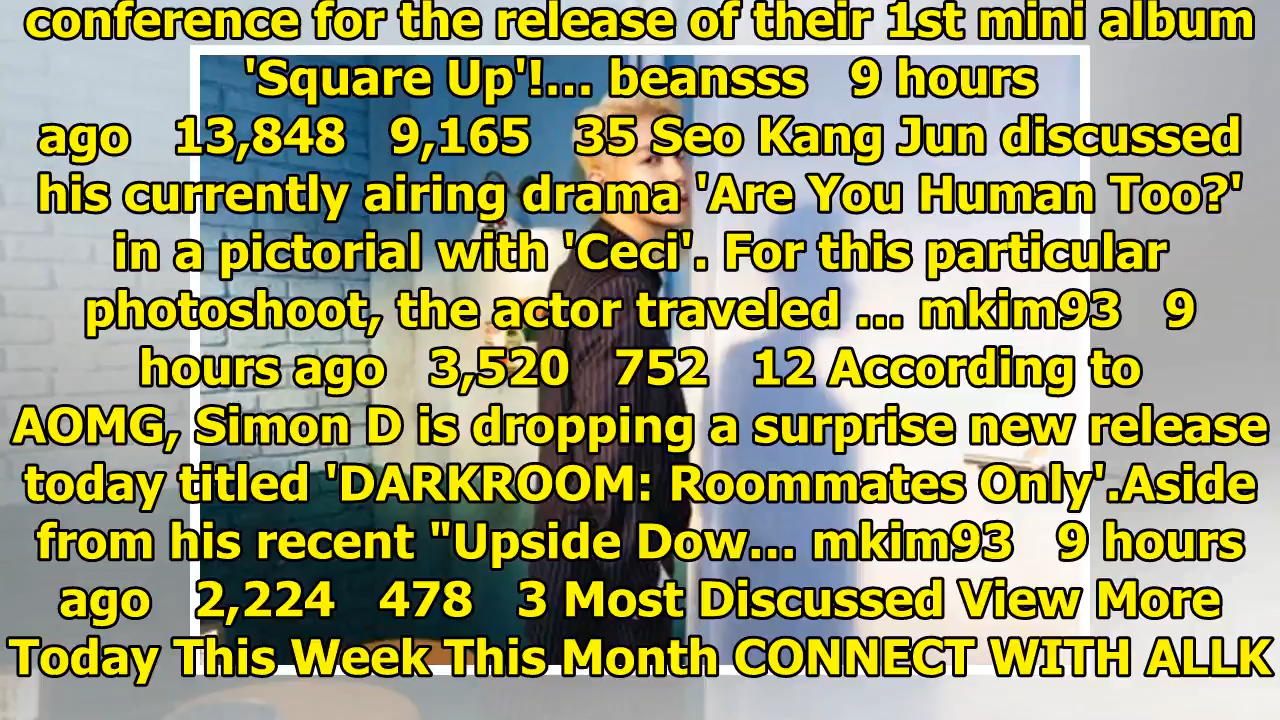 conference for the release of their 1st mini album
'Square Up'!... beansss 9 hours
ago 13,848 9,165 35 Seo Kang Jun discussed
his currently airing drama 'Are You Human Too?'
in a pictorial with 'Ceci'. For this particular
photoshoot, the actor traveled ... mkim93 9
hours ago 3,520 752 12 According to
AOMG, Simon D is dropping a surprise new release
today titled 'DARKROOM: Roommates Only'.Aside
from his recent "Upside Dow... mkim93 9 hours
ago 2,224 478 3 Most Discussed View More
Today This Week This Month CONNECT WITH ALLK